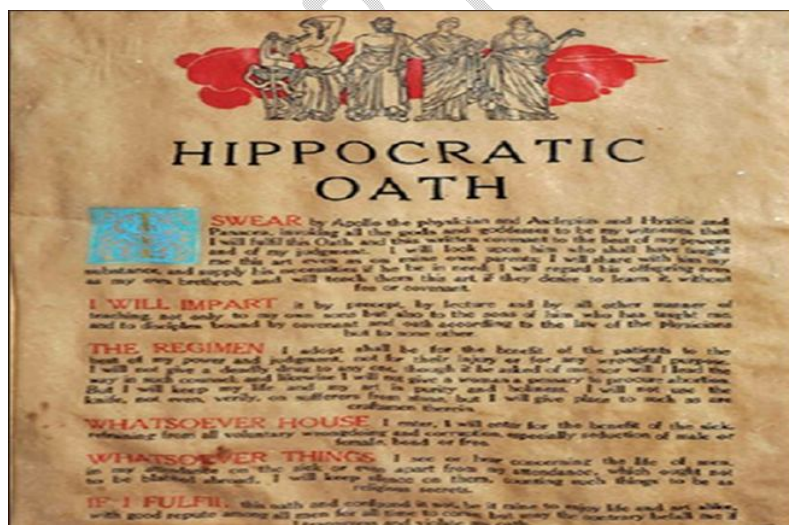 HIPPOCRATIC
OATH
I SWEAR by Apollo the physician and Asclepius and Hygieia and
Panacea invoking all the gods and goddesses to be my witnesses, that
I will fulfil this Oath and this written covenant to the best of my powers
and of my judgement. I will look upon him who shall have taught
me this art even as mine own parents; I will share with him my
substance, and supply his necessities if he be in need; I will regard his offspring even
as my own brethren, and will teach them this art if they desire to learn it, without
fee or covenant.
I WILL IMPART it by precept, by lecture and by all other manner of
teaching, not only to my own sons but also to the sons of him who has taught me,
and to disciples bound by covenant and oath according to the law of the physicians
but to none other.
THE REGIMEN I adopt shall be for the benefit of the patients to the
best of my power and judgment, not for their injury or for any wrongful purpose.
I will not give a deadly drug to any one, though it be asked of me, nor will I lead the
way in such counsel; and likewise I will not give a woman a pessary to procure abortion.
But I will keep my life and my art in purity and holiness. I will not use the
knife, not even, verily, on sufferers from stone, but I will give place to such as are
craftsmen therein.
WHATSOEVER HOUSE I enter, I will enter for the benefit of the sick,
refraining from all voluntary wrongdoing and corruption, especially seduction of male or
female, bond or free.
WHATSOEVER THINGS I see or hear concerning the life of men,
in my attendance on the sick or even apart from my attendance, which ought not
to be blabbed abroad, I will keep silence on them, counting such things to be as
religious secrets.
IF I FULFIL this oath and confound it not, be it mine to enjoy life and art alike,
with good repute among all men for all time to come; but may the contrary befall me if